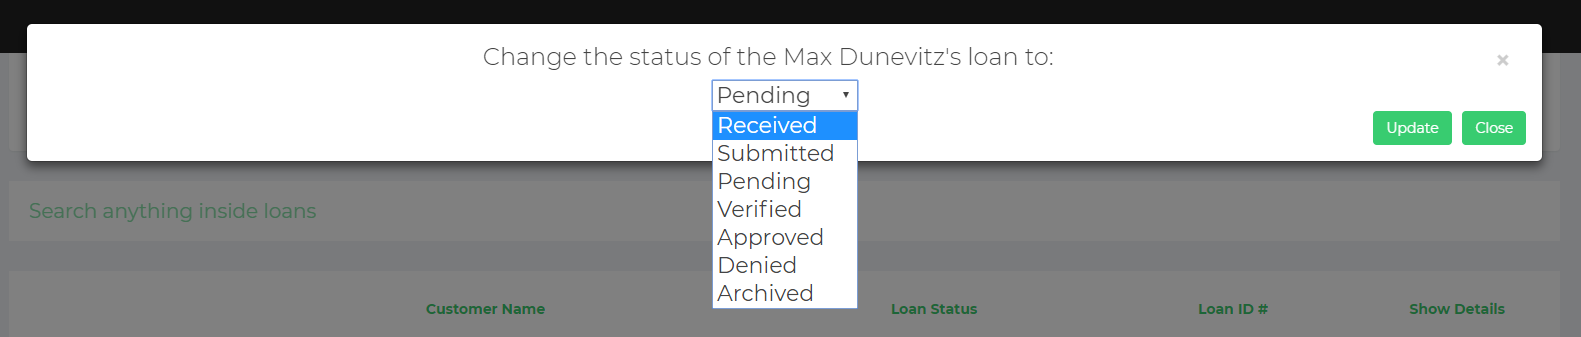 Change the status of the Max Dunevitz's loan to:
×
Pending
Received
Submitted
Pending
Verified
Approved
Denied
Archived
Update Close
Search anything inside loans
Customer Name Loan Status Loan ID # Show Details